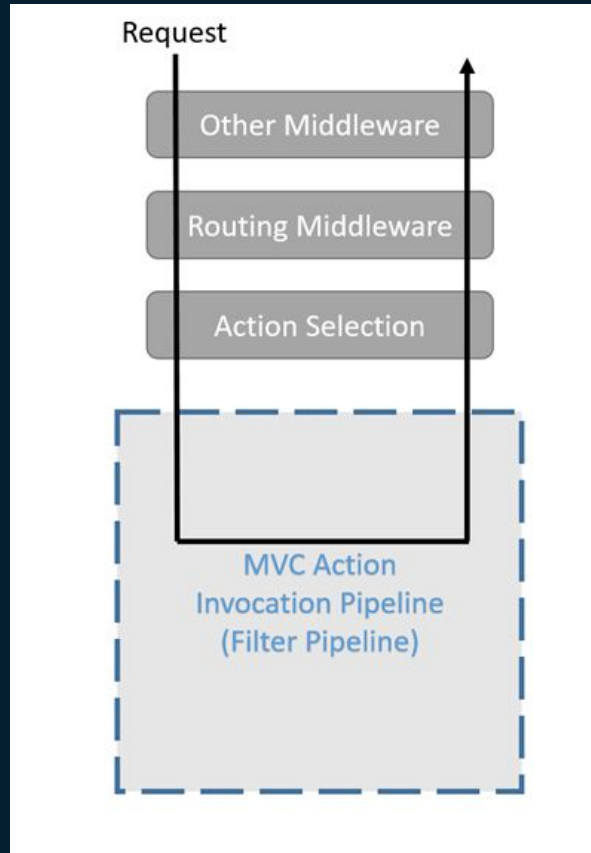 Request
Other Middleware
Routing Middleware
Action Selection
MVC Action
Invocation Pipeline
(Filter Pipeline)